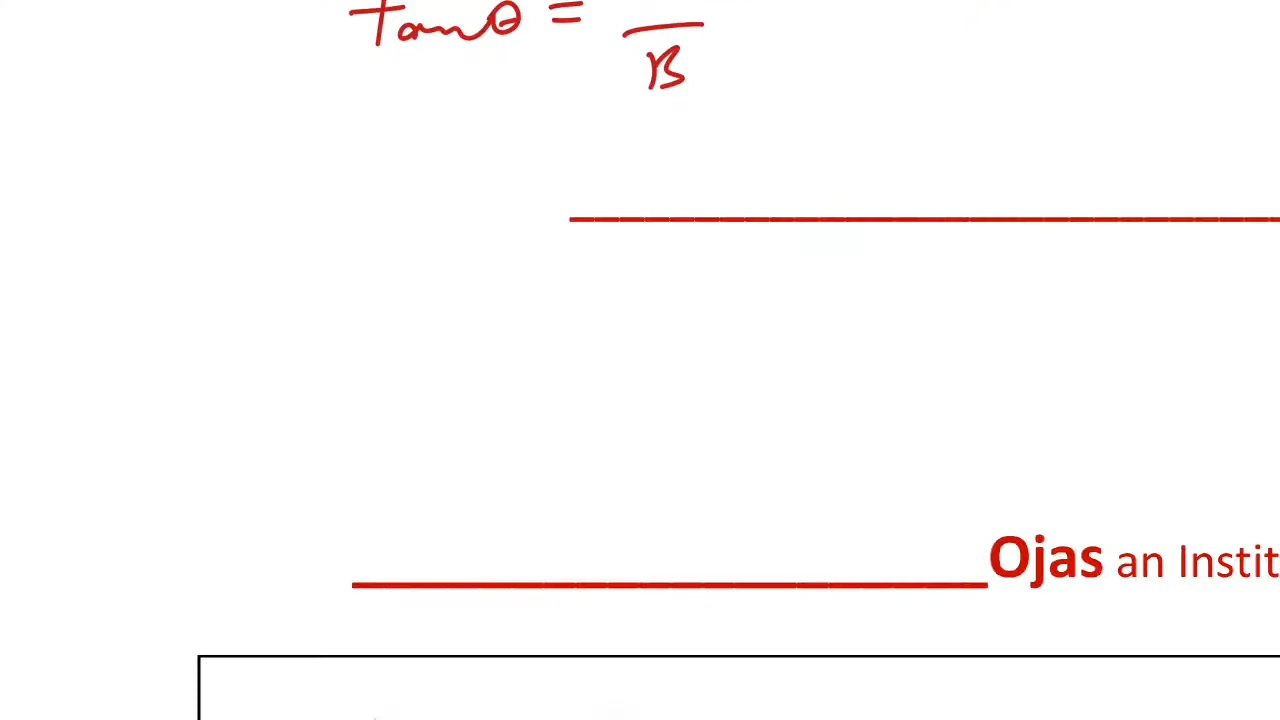 tanθ = /B
Ojas an Instit